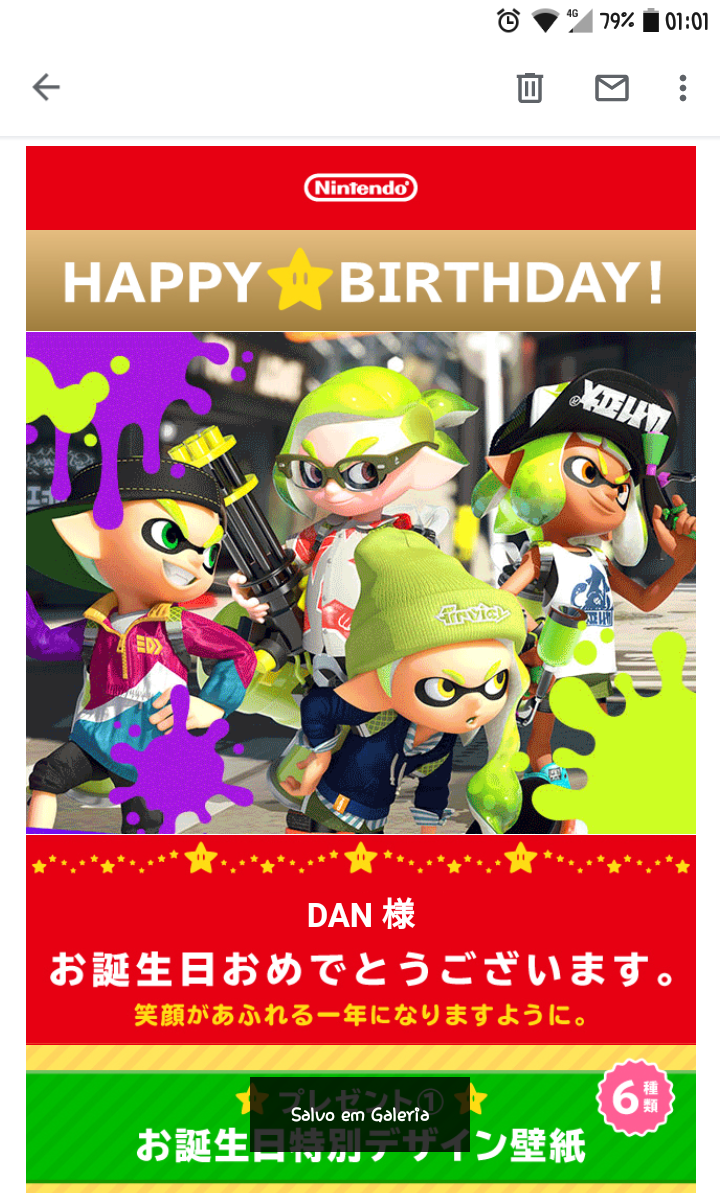 4G 79% 01:01
Nintendo
HAPPY BIRTHDAY!
DAN 様
お誕生日おめでとうございます。
笑顔があふれる一年になりますように。
プレゼント①
6種類
Salvo em Galeria
お誕生日特別デザイン壁紙